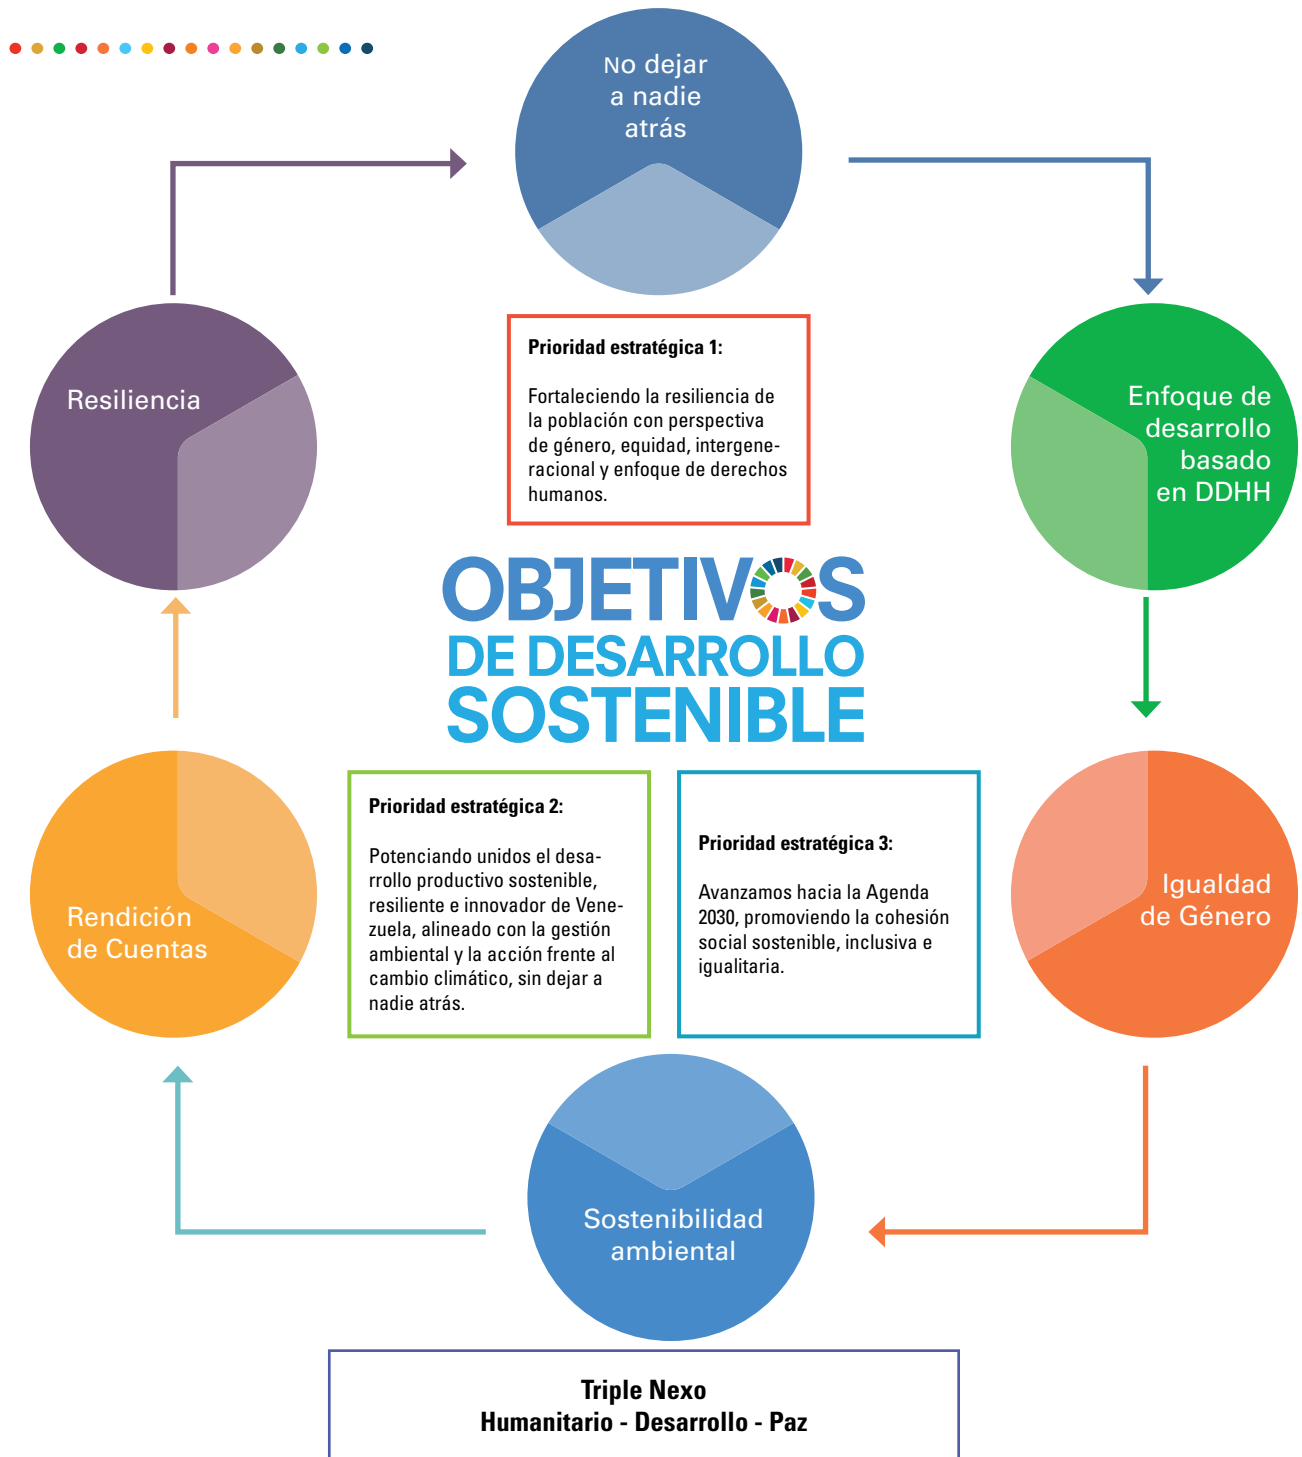 No dejar
a nadie
atrás
Resiliencia
Enfoque de
desarrollo
basado
en DDHH
Prioridad estratégica 1:
Fortaleciendo la resiliencia de
la población con perspectiva
de género, equidad, intergene-
racional y enfoque de derechos
humanos.
OBJETIVOS
DE DESARROLLO
SOSTENIBLE
Rendición
de Cuentas
Prioridad estratégica 2:
Potenciando unidos el desa-
rrollo productivo sostenible,
resiliente e innovador de Vene-
zuela, alineado con la gestión
ambiental y la acción frente al
cambio climático, sin dejar a
nadie atrás.
Prioridad estratégica 3:
Avanzamos hacia la Agenda
2030, promoviendo la cohesión
social sostenible, inclusiva e
igualitaria.
Igualdad
de Género
Sostenibilidad
ambiental
Triple Nexo
Humanitario - Desarrollo - Paz